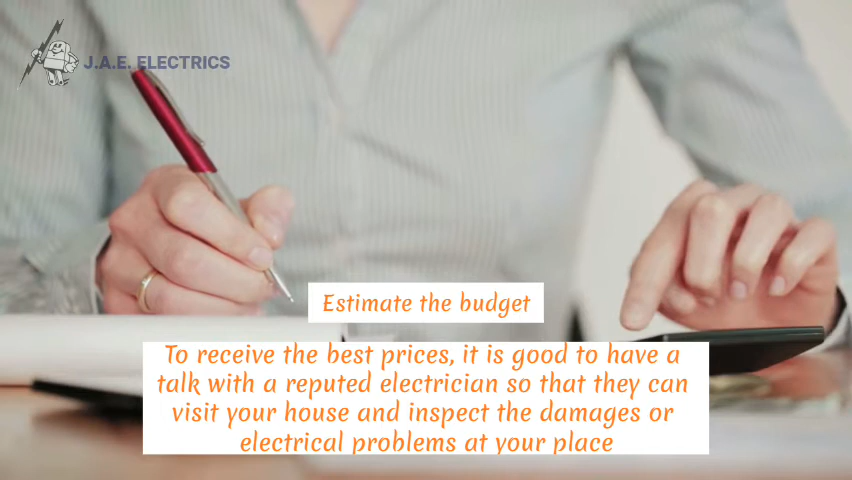 J.A.E. ELECTRICS
Estimate the budget
To receive the best prices, it is good to have a
talk with a reputed electrician so that they can
visit your house and inspect the damages or
electrical problems at your place